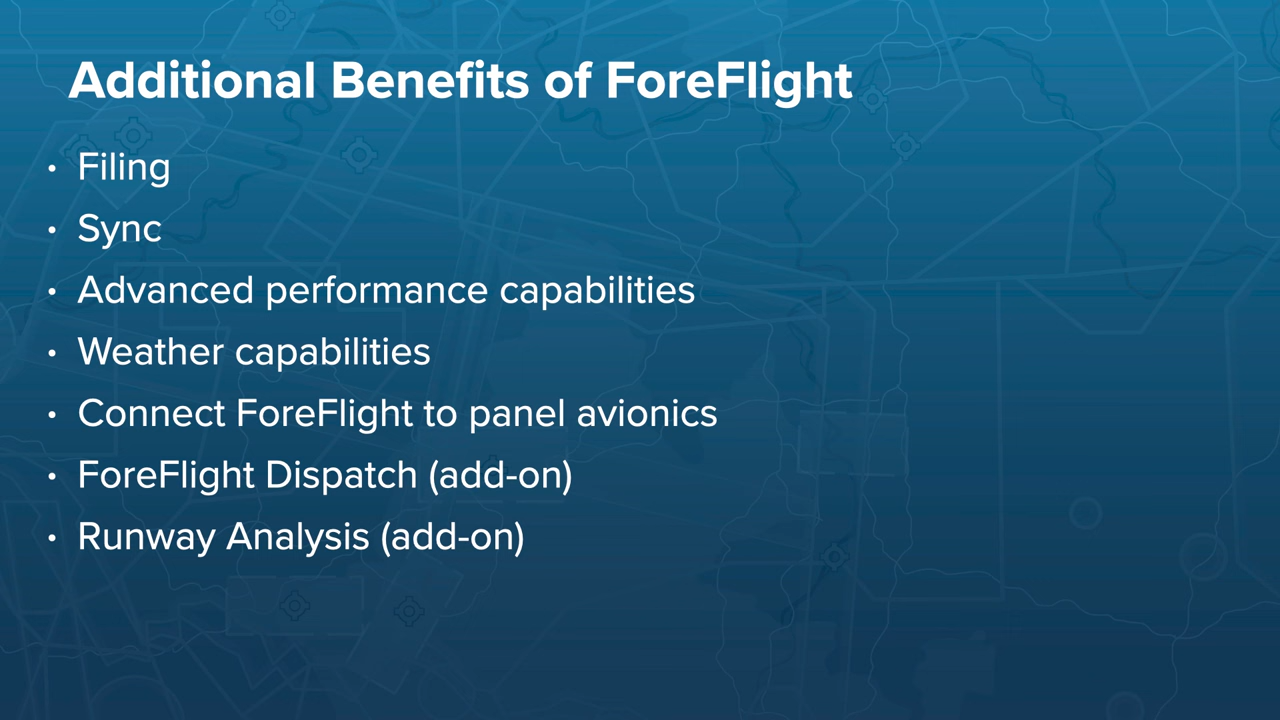 Additional Benefits of ForeFlight
• Filing
• Sync
• Advanced performance capabilities
• Weather capabilities
• Connect ForeFlight to panel avionics
• ForeFlight Dispatch (add-on)
• Runway Analysis (add-on)